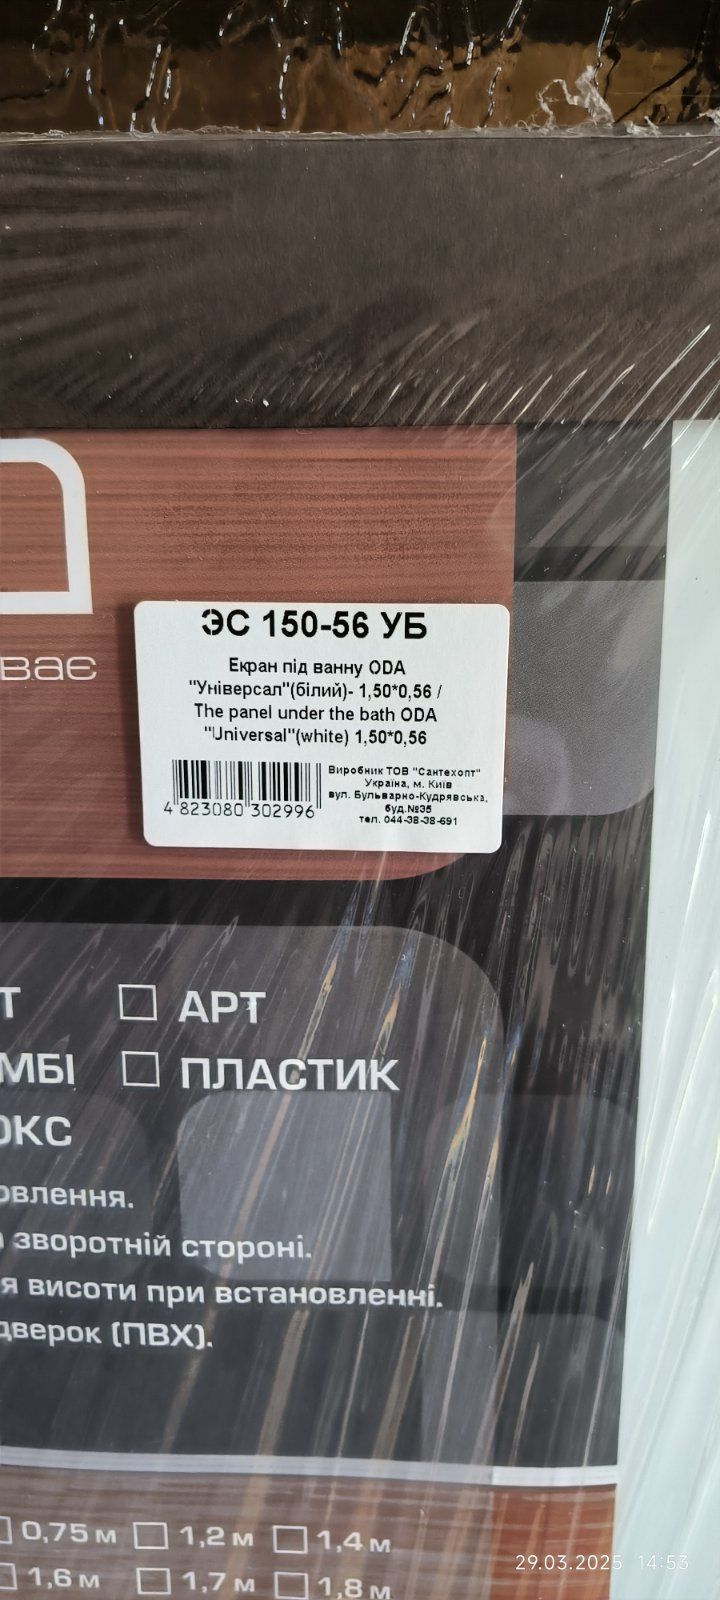 ває
ЭС 150-56 УБ
Екран під ванну ODA
"Універсал"(білий)- 1,50*0,56 /
The panel under the bath ODA
"Universal"(white) 1,50*0,56
4 823080 302996
Виробник ТОВ "Сантехопт"
Україна, м. Київ
вул. Бульварно-Кудрявська,
буд.№35
тел. 044-38-38-691
Т АРТ
МБІ ПЛАСТИК
ОКС
овлення.
зворотній стороні.
я висоти при встановленні.
дверок (ПВХ).
0,75 м 1,2 м 1,4 м
1,6 м 1,7 м 1,8 м
29.03.2025 14:53